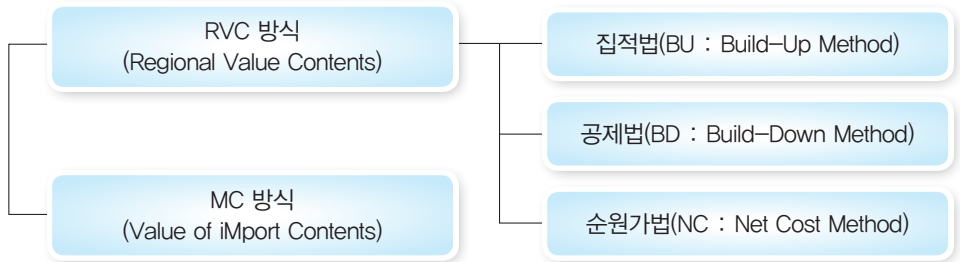 RVC 방식
(Regional Value Contents)
집적법(BU : Build-Up Method)
공제법(BD : Build-Down Method)
MC 방식
(Value of iMport Contents)
순원가법(NC : Net Cost Method)